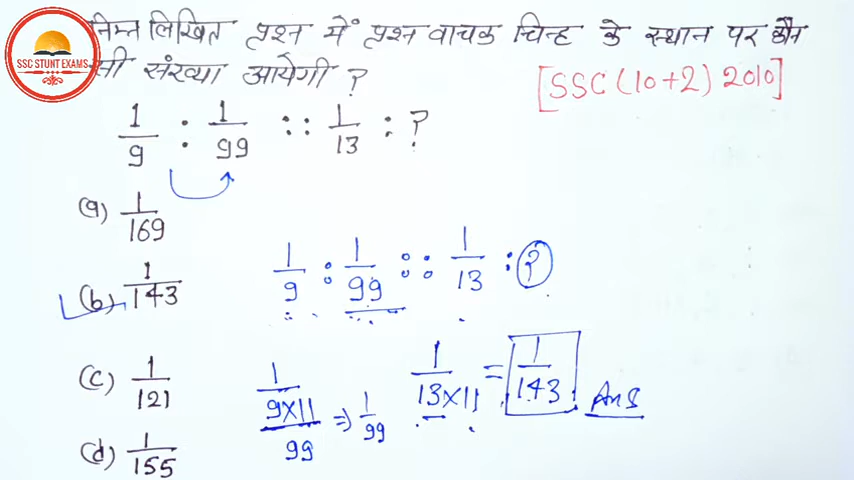 SSC STUNT EXAMS
निम्न लिखित प्रश्न में प्रश्न वाचक चिन्ह के स्थान पर कौन
सी संख्या आयेगी ?
[SSC (10+2) 2010]
1/9 : 1/99 :: 1/13 : ?
(a) 1/169
(b) 1/143
(c) 1/121
(d) 1/155
1/9 : 1/99 :: 1/13 : ?
1/9×11 ⇒ 1/99
99
1/13×11 = 1/143 Ans